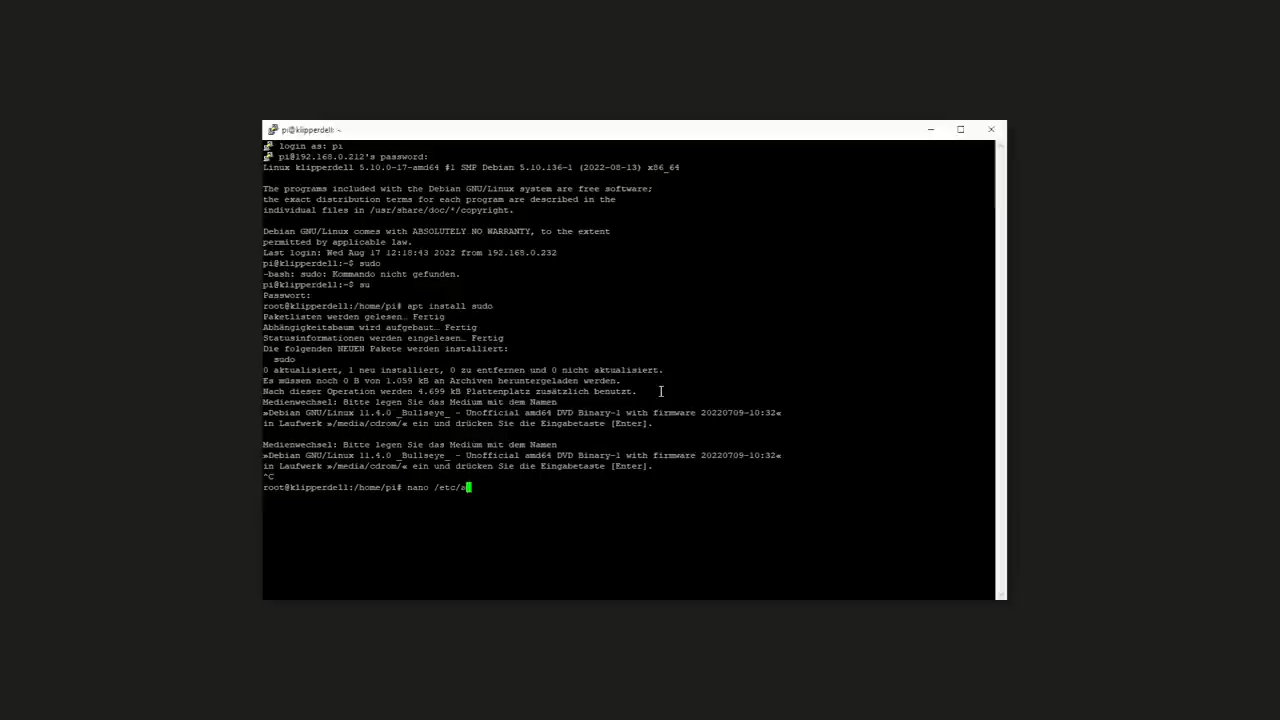 pi@klipperdell: ~
login as: pi
pi@192.168.0.212's password:
Linux klipperdell 5.10.0-17-amd64 #1 SMP Debian 5.10.136-1 (2022-08-13) x86_64
The programs included with the Debian GNU/Linux system are free software;
the exact distribution terms for each program are described in the
individual files in /usr/share/doc/*/copyright.
Debian GNU/Linux comes with ABSOLUTELY NO WARRANTY, to the extent
permitted by applicable law.
Last login: Wed Aug 17 12:18:43 2022 from 192.168.0.232
pi@klipperdell:~$ sudo
-bash: sudo: Kommando nicht gefunden.
pi@klipperdell:~$ su
Passwort:
root@klipperdell:/home/pi# apt install sudo
Paketlisten werden gelesen… Fertig
Abhängigkeitsbaum wird aufgebaut… Fertig
Statusinformationen werden eingelesen… Fertig
Die folgenden NEUEN Pakete werden installiert:
sudo
0 aktualisiert, 1 neu installiert, 0 zu entfernen und 0 nicht aktualisiert.
Es müssen noch 0 B von 1.059 kB an Archiven heruntergeladen werden.
Nach dieser Operation werden 4.699 kB Plattenplatz zusätzlich benutzt.
Medienwechsel: Bitte legen Sie das Medium mit dem Namen
»Debian GNU/Linux 11.4.0 _Bullseye_ - Unofficial amd64 DVD Binary-1 with firmware 20220709-10:32«
in Laufwerk »/media/cdrom/« ein und drücken Sie die Eingabetaste [Enter].
Medienwechsel: Bitte legen Sie das Medium mit dem Namen
»Debian GNU/Linux 11.4.0 _Bullseye_ - Unofficial amd64 DVD Binary-1 with firmware 20220709-10:32«
in Laufwerk »/media/cdrom/« ein und drücken Sie die Eingabetaste [Enter].
^C
root@klipperdell:/home/pi# nano /etc/a